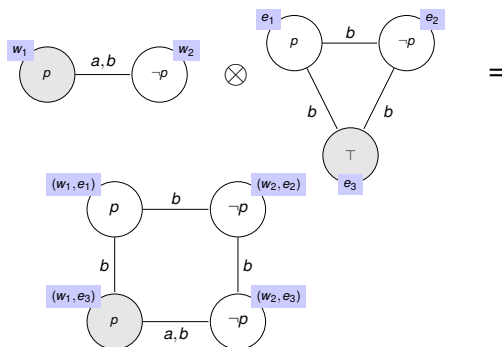 w₁ w₂ e₁ e₂
p a,b ¬p ⊗ p b ¬p =
b b
⊤
e₃
(w₁,e₁) (w₂,e₂)
p b ¬p
b b
(w₁,e₃) (w₂,e₃)
p a,b ¬p